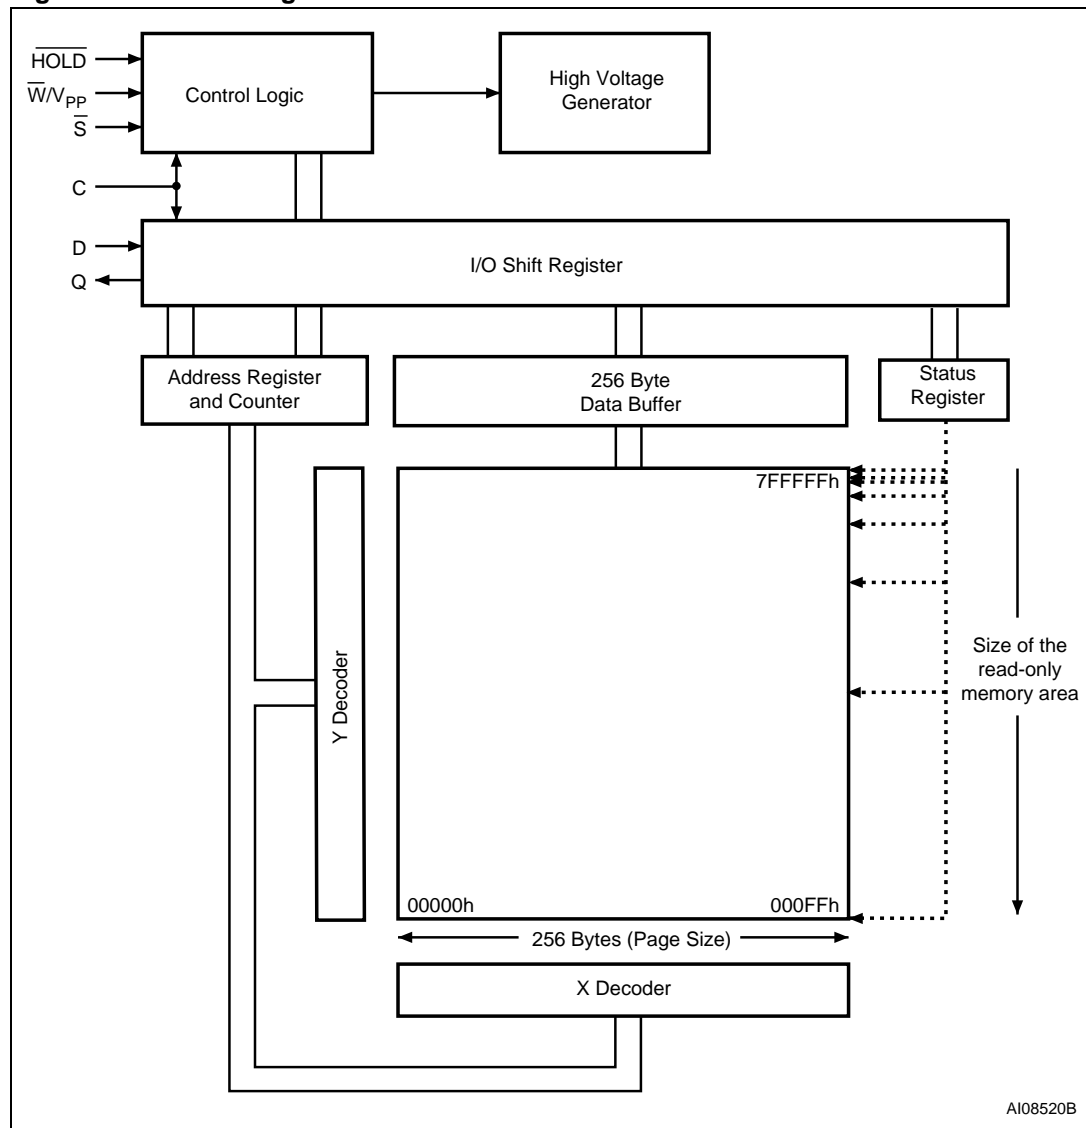 HOLD
W/VPP
S
Control Logic
High Voltage
Generator
C
D
Q
I/O Shift Register
Address Register
and Counter
256 Byte
Data Buffer
Status
Register
7FFFFFh
Y Decoder
Size of the
read-only
memory area
00000h
000FFh
256 Bytes (Page Size)
X Decoder
AI08520B